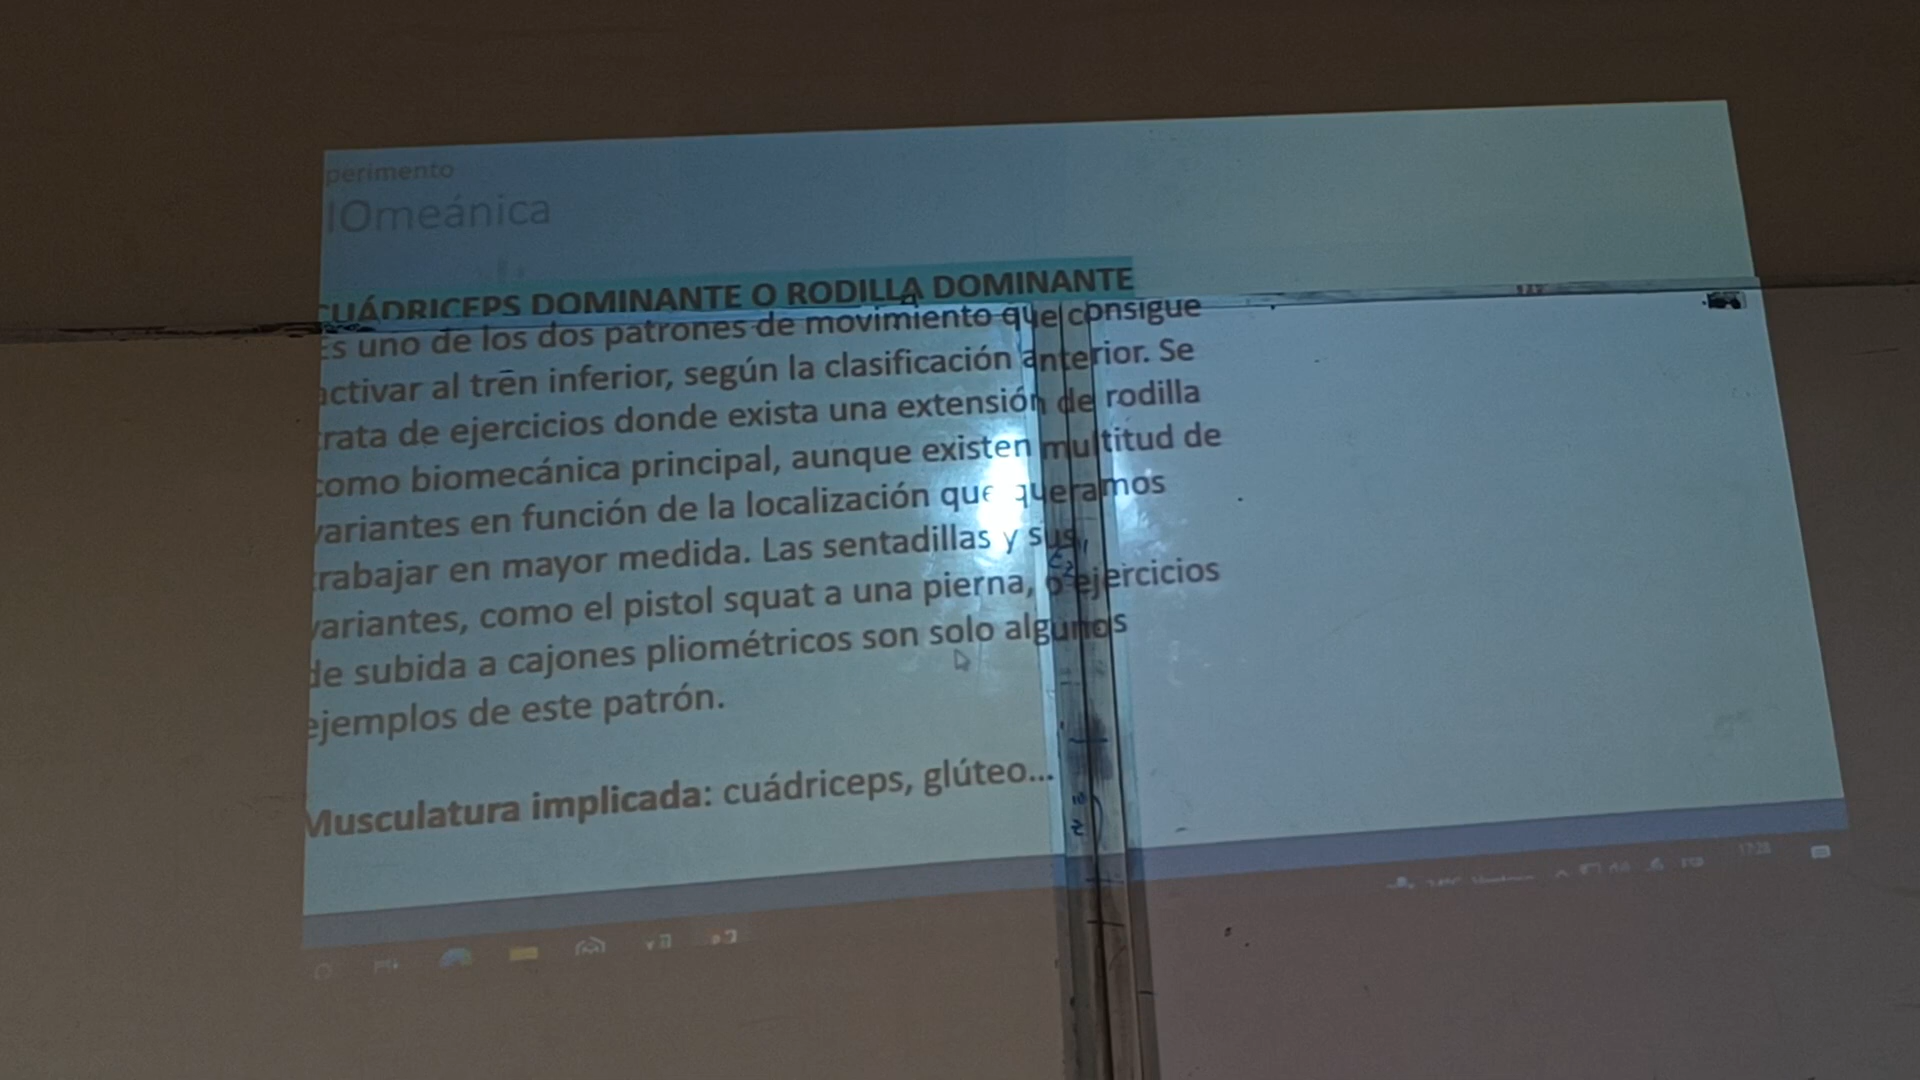 perimento
IOmeánica
CUÁDRICEPS DOMINANTE O RODILLA DOMINANTE
Es uno de los dos patrones de movimiento que consigue
activar al tren inferior, según la clasificación anterior. Se
trata de ejercicios donde exista una extensión de rodilla
como biomecánica principal, aunque existen multitud de
variantes en función de la localización que queramos
trabajar en mayor medida. Las sentadillas y sus
variantes, como el pistol squat a una pierna, o ejercicios
de subida a cajones pliométricos son solo algunos
ejemplos de este patrón.
Musculatura implicada: cuádriceps, glúteo...
17:28